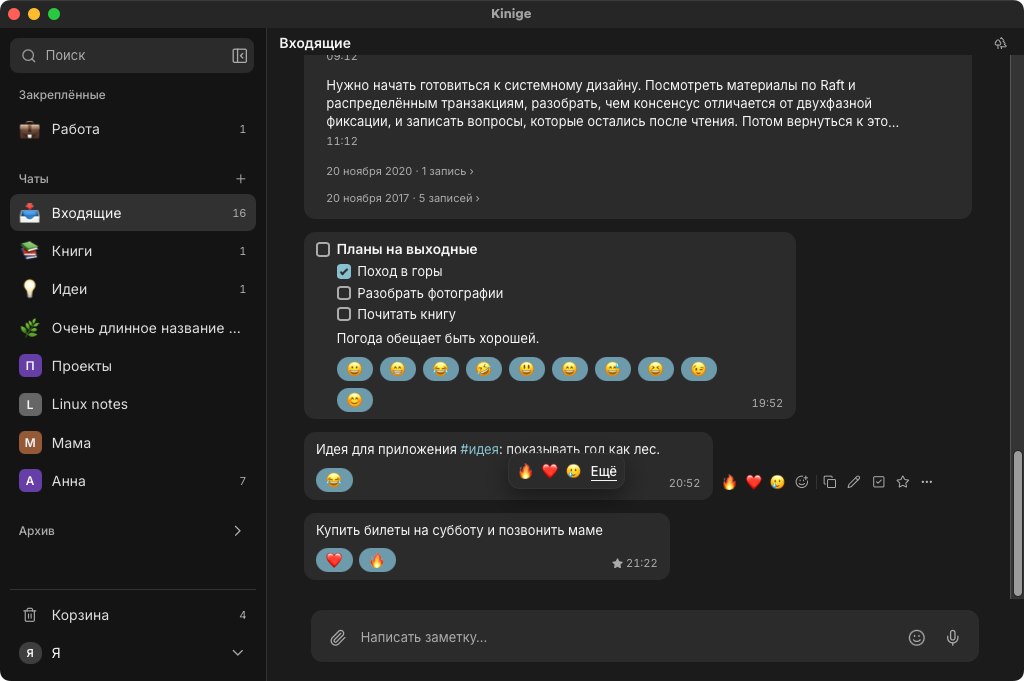 Kinige
Поиск
Закреплённые
Работа 1
Чаты
Входящие 16
Книги 1
Идеи 1
Очень длинное название ...
П Проекты
L Linux notes
М Мама
А Анна 7
Архив
Корзина 4
Я Я
Входящие
09:12
Нужно начать готовиться к системному дизайну. Посмотреть материалы по Raft и
распределённым транзакциям, разобрать, чем консенсус отличается от двухфазной
фиксации, и записать вопросы, которые остались после чтения. Потом вернуться к это...
11:12
20 ноября 2020 · 1 запись ›
20 ноября 2017 · 5 записей ›
Планы на выходные
Поход в горы
Разобрать фотографии
Почитать книгу
Погода обещает быть хорошей.
19:52
Идея для приложения #идея: показывать год как лес.
Ещё
20:52
Купить билеты на субботу и позвонить маме
21:22
Написать заметку...